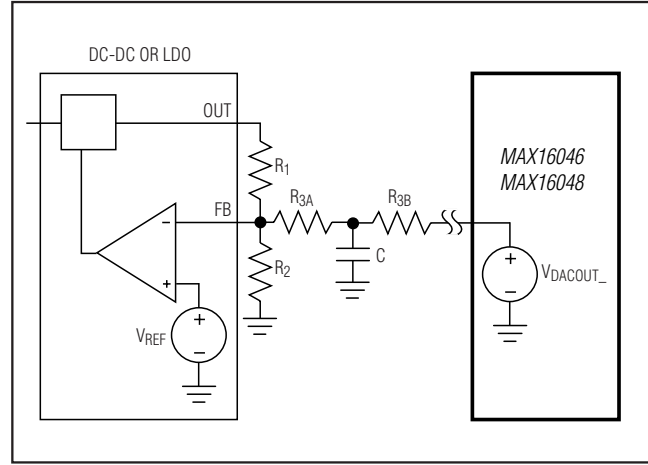 DC-DC OR LDO
OUT
R1
FB
R3A
R3B
R2
C
+
−
VREF
+
−
MAX16046
MAX16048
+
−
VDACOUT_
−
+